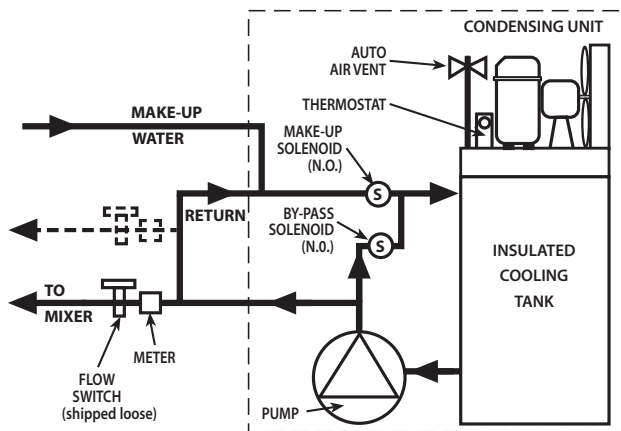 CONDENSING UNIT
AUTO
AIR VENT
THERMOSTAT
MAKE-UP
WATER
MAKE-UP
SOLENOID
(N.O.)
S
RETURN
BY-PASS
SOLENOID
(N.0.)
S
INSULATED
COOLING
TANK
TO
MIXER
METER
FLOW
SWITCH
(shipped loose)
PUMP